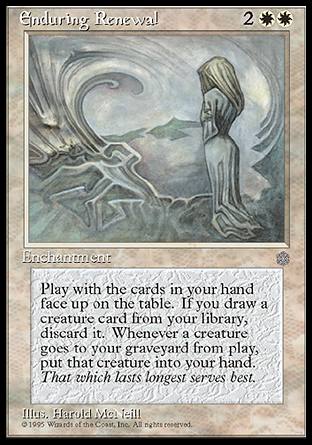 Enduring Renewal 2
Enchantment
Play with the cards in your hand
face up on the table. If you draw a
creature card from your library,
discard it. Whenever a creature
goes to your graveyard from play,
put that creature into your hand.
That which lasts longest serves best.
Illus. Harold McNeill
©1995 Wizards of the Coast, Inc. All rights reserved.